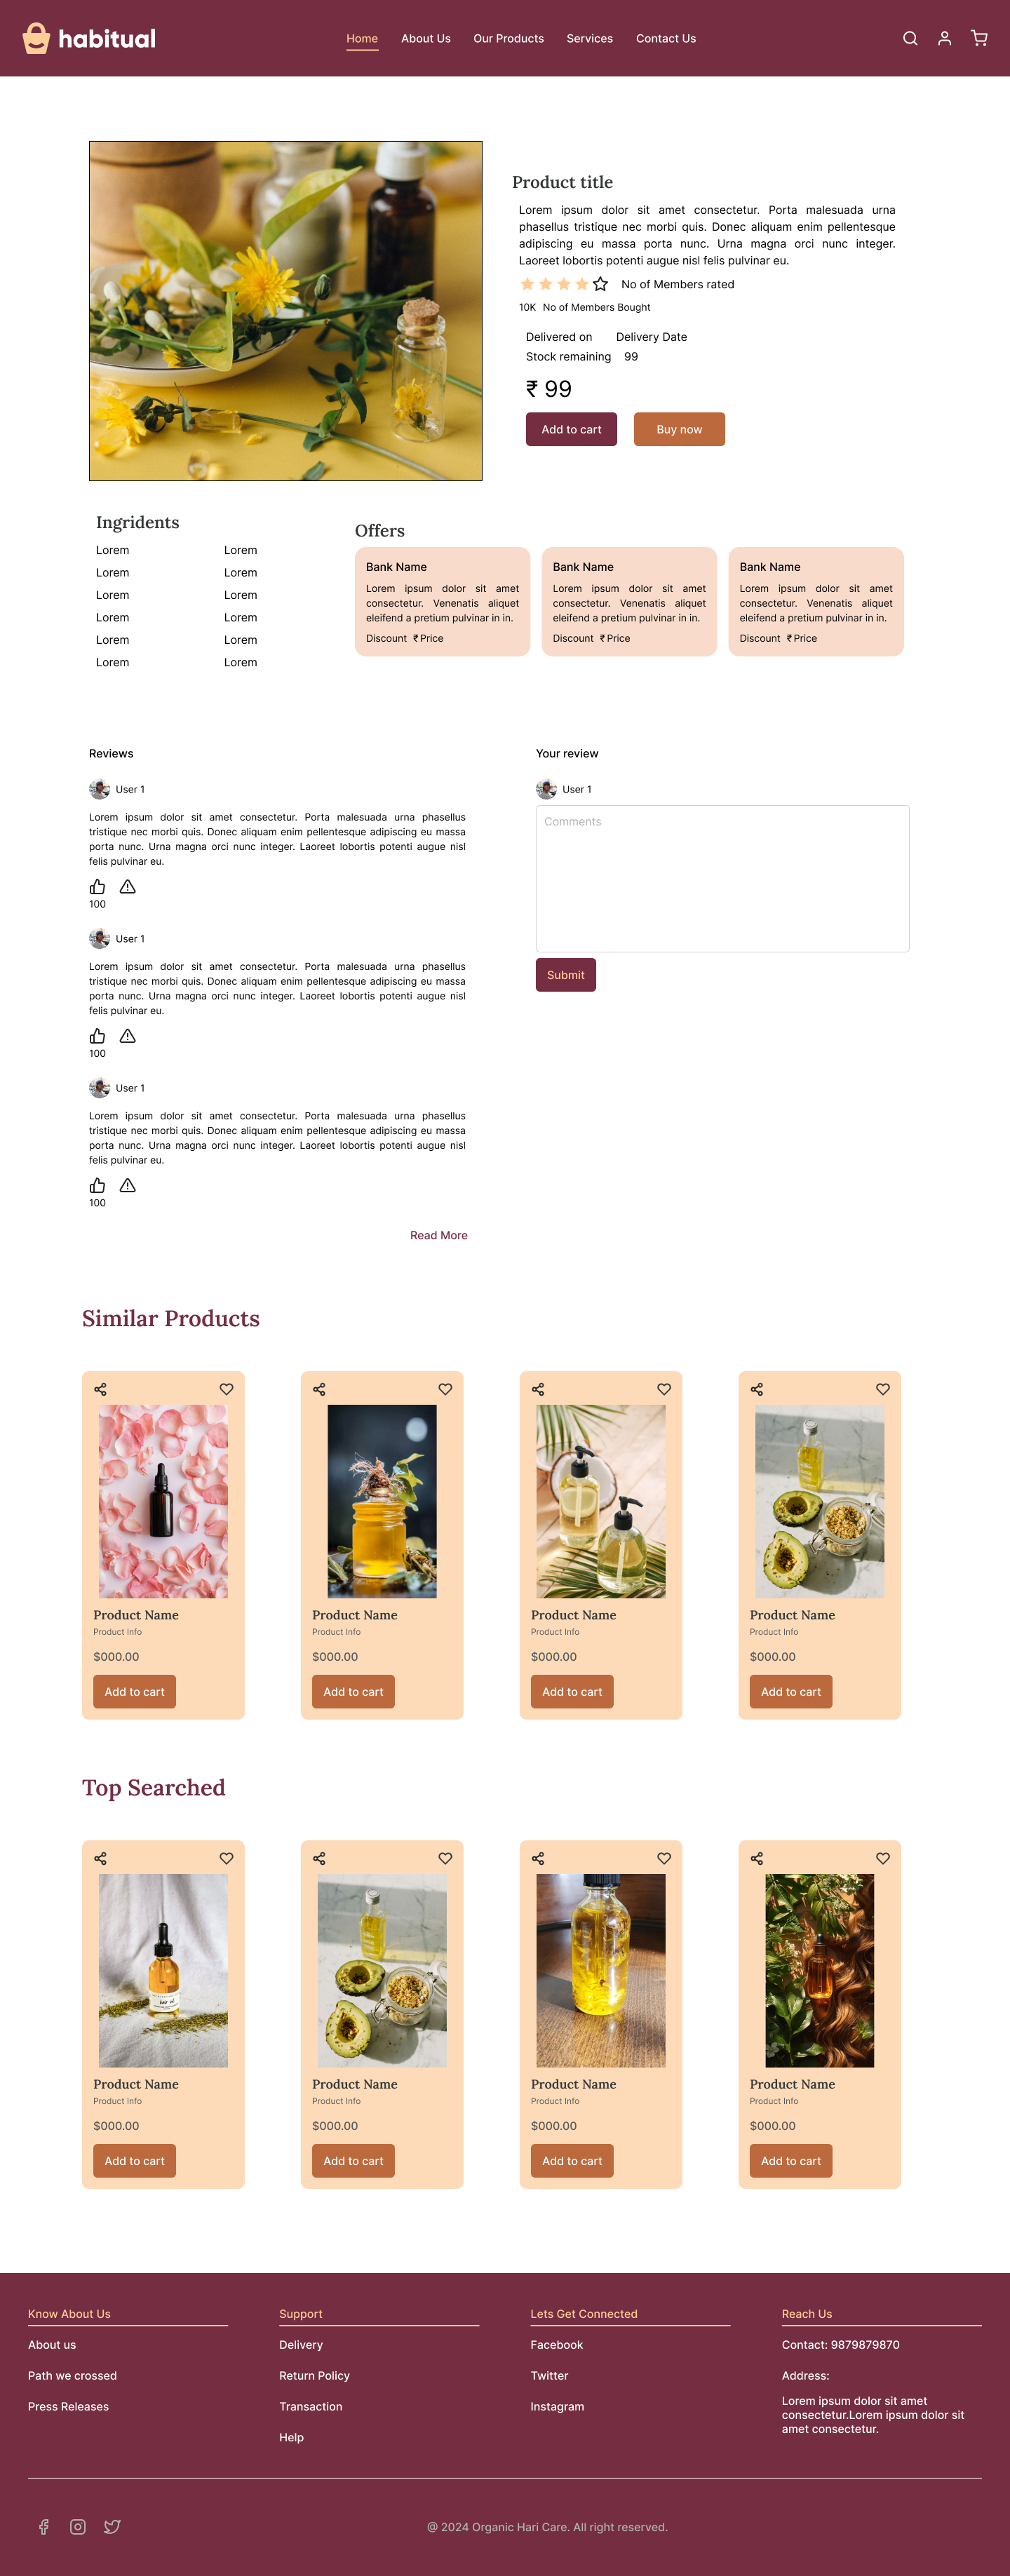 habitual
Home About Us Our Products Services Contact Us
Product title
Lorem ipsum dolor sit amet consectetur. Porta malesuada urna
phasellus tristique nec morbi quis. Donec aliquam enim pellentesque
adipiscing eu massa porta nunc. Urna magna orci nunc integer.
Laoreet lobortis potenti augue nisl felis pulvinar eu.
No of Members rated
10K No of Members Bought
Delivered on Delivery Date
Stock remaining 99
₹ 99
Add to cart Buy now
Ingridents
Lorem Lorem
Lorem Lorem
Lorem Lorem
Lorem Lorem
Lorem Lorem
Lorem Lorem
Offers
Bank Name
Lorem ipsum dolor sit amet
consectetur. Venenatis aliquet
eleifend a pretium pulvinar in in.
Discount ₹ Price
Bank Name
Lorem ipsum dolor sit amet
consectetur. Venenatis aliquet
eleifend a pretium pulvinar in in.
Discount ₹ Price
Bank Name
Lorem ipsum dolor sit amet
consectetur. Venenatis aliquet
eleifend a pretium pulvinar in in.
Discount ₹ Price
Reviews
User 1
Lorem ipsum dolor sit amet consectetur. Porta malesuada urna phasellus
tristique nec morbi quis. Donec aliquam enim pellentesque adipiscing eu massa
porta nunc. Urna magna orci nunc integer. Laoreet lobortis potenti augue nisl
felis pulvinar eu.
100
User 1
Lorem ipsum dolor sit amet consectetur. Porta malesuada urna phasellus
tristique nec morbi quis. Donec aliquam enim pellentesque adipiscing eu massa
porta nunc. Urna magna orci nunc integer. Laoreet lobortis potenti augue nisl
felis pulvinar eu.
100
User 1
Lorem ipsum dolor sit amet consectetur. Porta malesuada urna phasellus
tristique nec morbi quis. Donec aliquam enim pellentesque adipiscing eu massa
porta nunc. Urna magna orci nunc integer. Laoreet lobortis potenti augue nisl
felis pulvinar eu.
100
Read More
Your review
User 1
Comments
Submit
Similar Products
Product Name
Product Info
$000.00
Add to cart
Product Name
Product Info
$000.00
Add to cart
Product Name
Product Info
$000.00
Add to cart
Product Name
Product Info
$000.00
Add to cart
Top Searched
Product Name
Product Info
$000.00
Add to cart
Product Name
Product Info
$000.00
Add to cart
Product Name
Product Info
$000.00
Add to cart
Product Name
Product Info
$000.00
Add to cart
Know About Us
About us
Path we crossed
Press Releases
Support
Delivery
Return Policy
Transaction
Help
Lets Get Connected
Facebook
Twitter
Instagram
Reach Us
Contact: 9879879870
Address:
Lorem ipsum dolor sit amet
consectetur.Lorem ipsum dolor sit
amet consectetur.
@ 2024 Organic Hari Care. All right reserved.